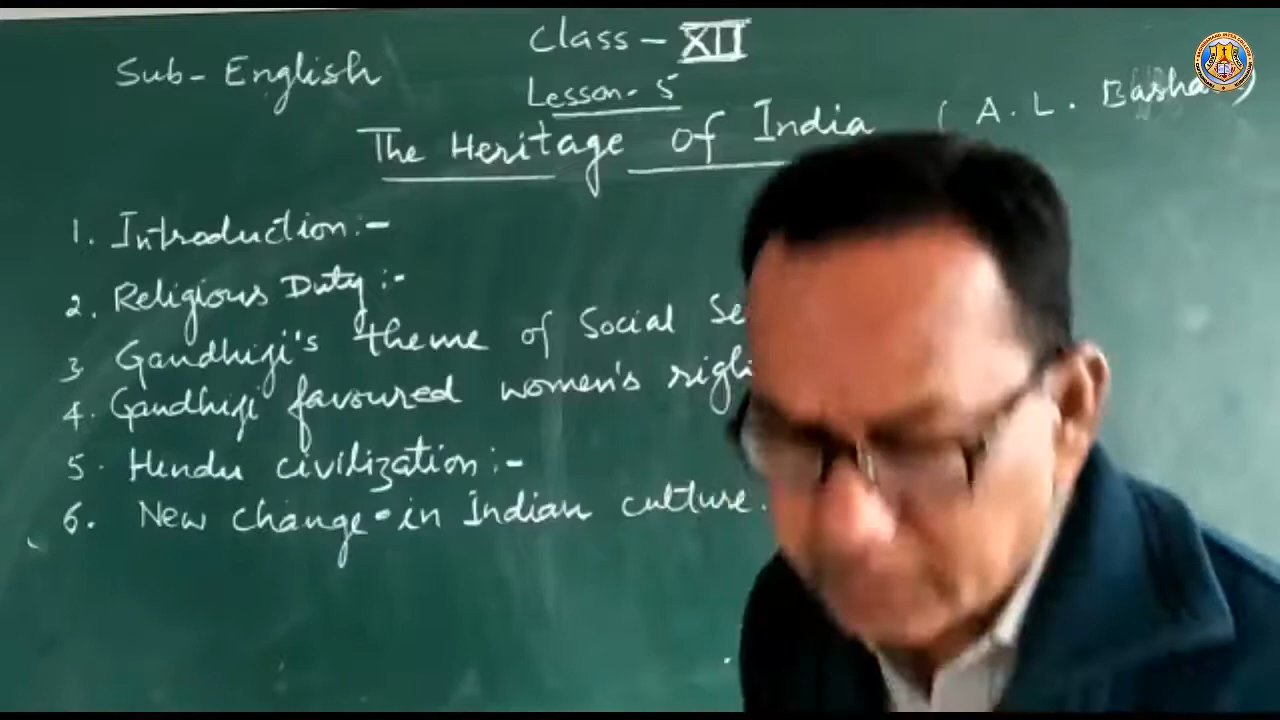 Class - XII
Sub- English
Lesson- 5
The Heritage of India ( A. L. Basha )
1. Introduction:-
2. Religious Duty:-
3 Gandhiji's theme of Social Se
4. Gandhiji favoured women's righ
5. Hindu civilization:-
6. New change in Indian culture.